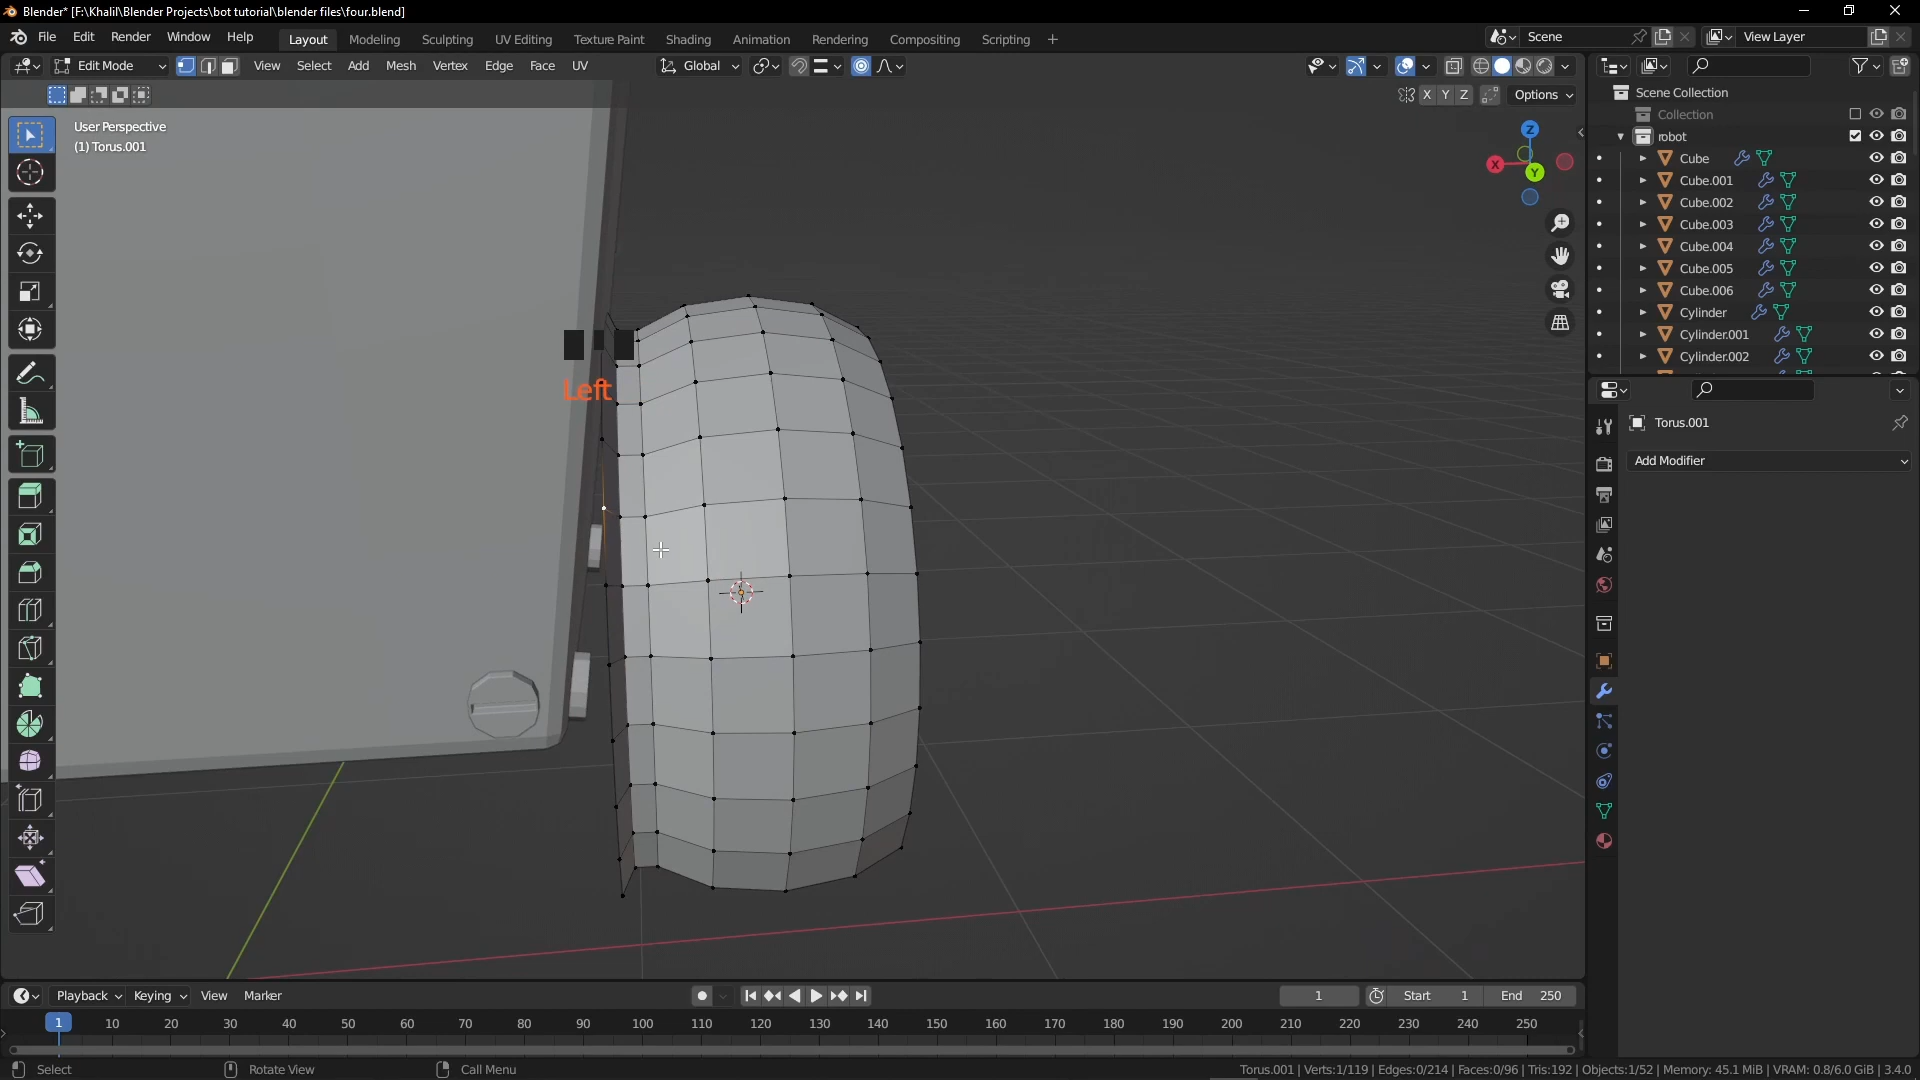 Blender* [F:\Khalil\Blender Projects\bot tutorial\blender files\four.blend]
File Edit Render Window Help Layout Modeling Sculpting UV Editing Texture Paint Shading Animation Rendering Compositing Scripting + Scene View Layer
Edit Mode View Select Add Mesh Vertex Edge Face UV Global
X Y Z Options
User Perspective
(1) Torus.001
Z
X
Y
Left
Scene Collection
Collection
robot
Cube
Cube.001
Cube.002
Cube.003
Cube.004
Cube.005
Cube.006
Cylinder
Cylinder.001
Cylinder.002
Torus.001
Add Modifier
Playback Keying View Marker 1 Start 1 End 250
1 10 20 30 40 50 60 70 80 90 100 110 120 130 140 150 160 170 180 190 200 210 220 230 240 250
Select Rotate View Call Menu Torus.001 | Verts:1/119 | Edges:0/214 | Faces:0/96 | Tris:192 | Objects:1/52 | Memory: 45.1 MiB | VRAM: 0.8/6.0 GiB | 3.4.0